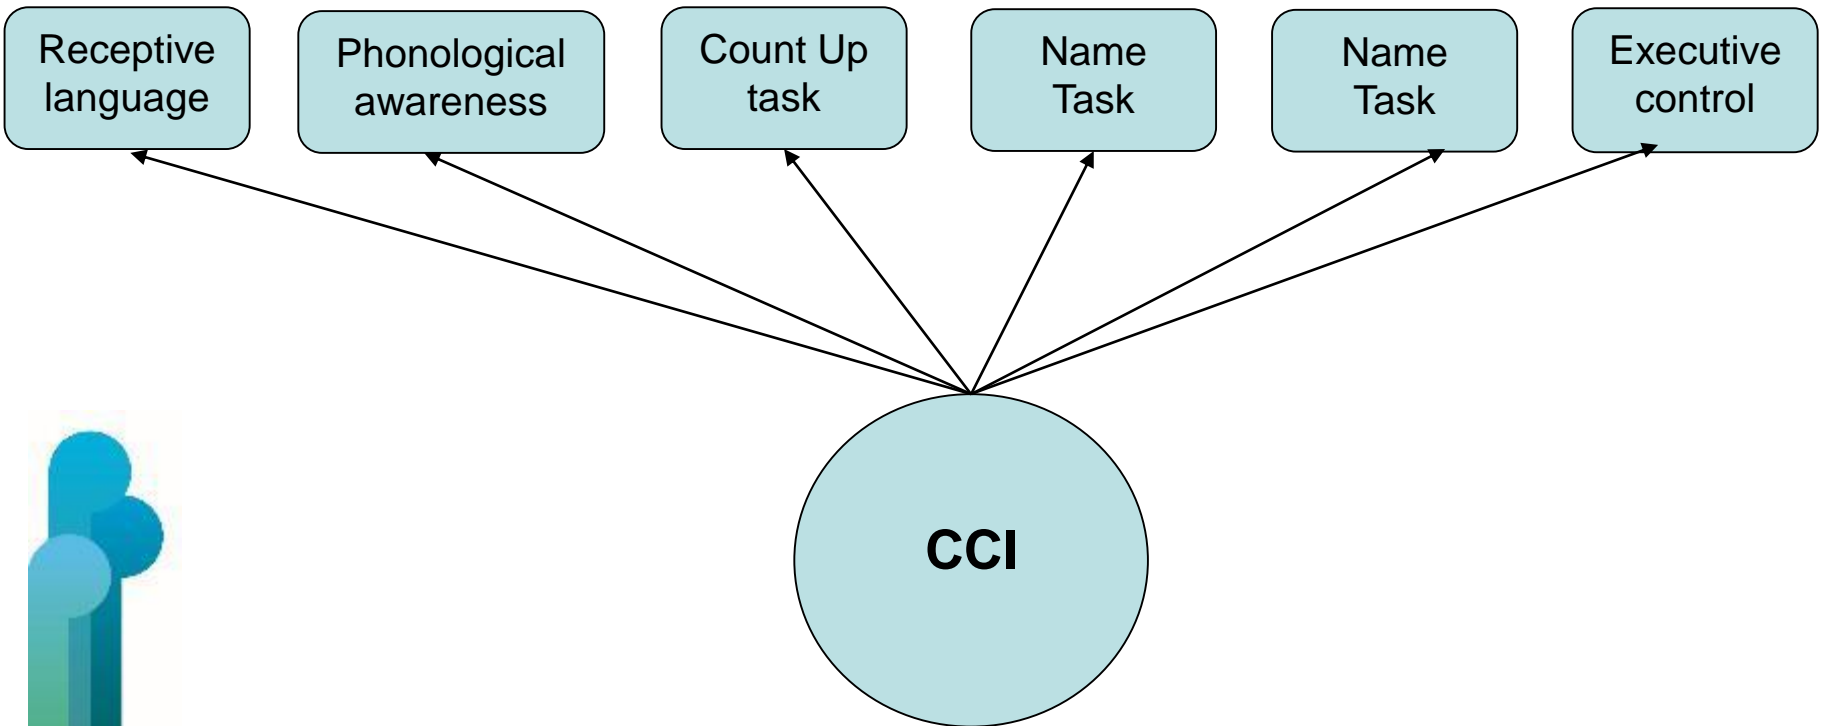 Receptive
language
Phonological
awareness
Count Up
task
Name
Task
Name
Task
Executive
control
CCI